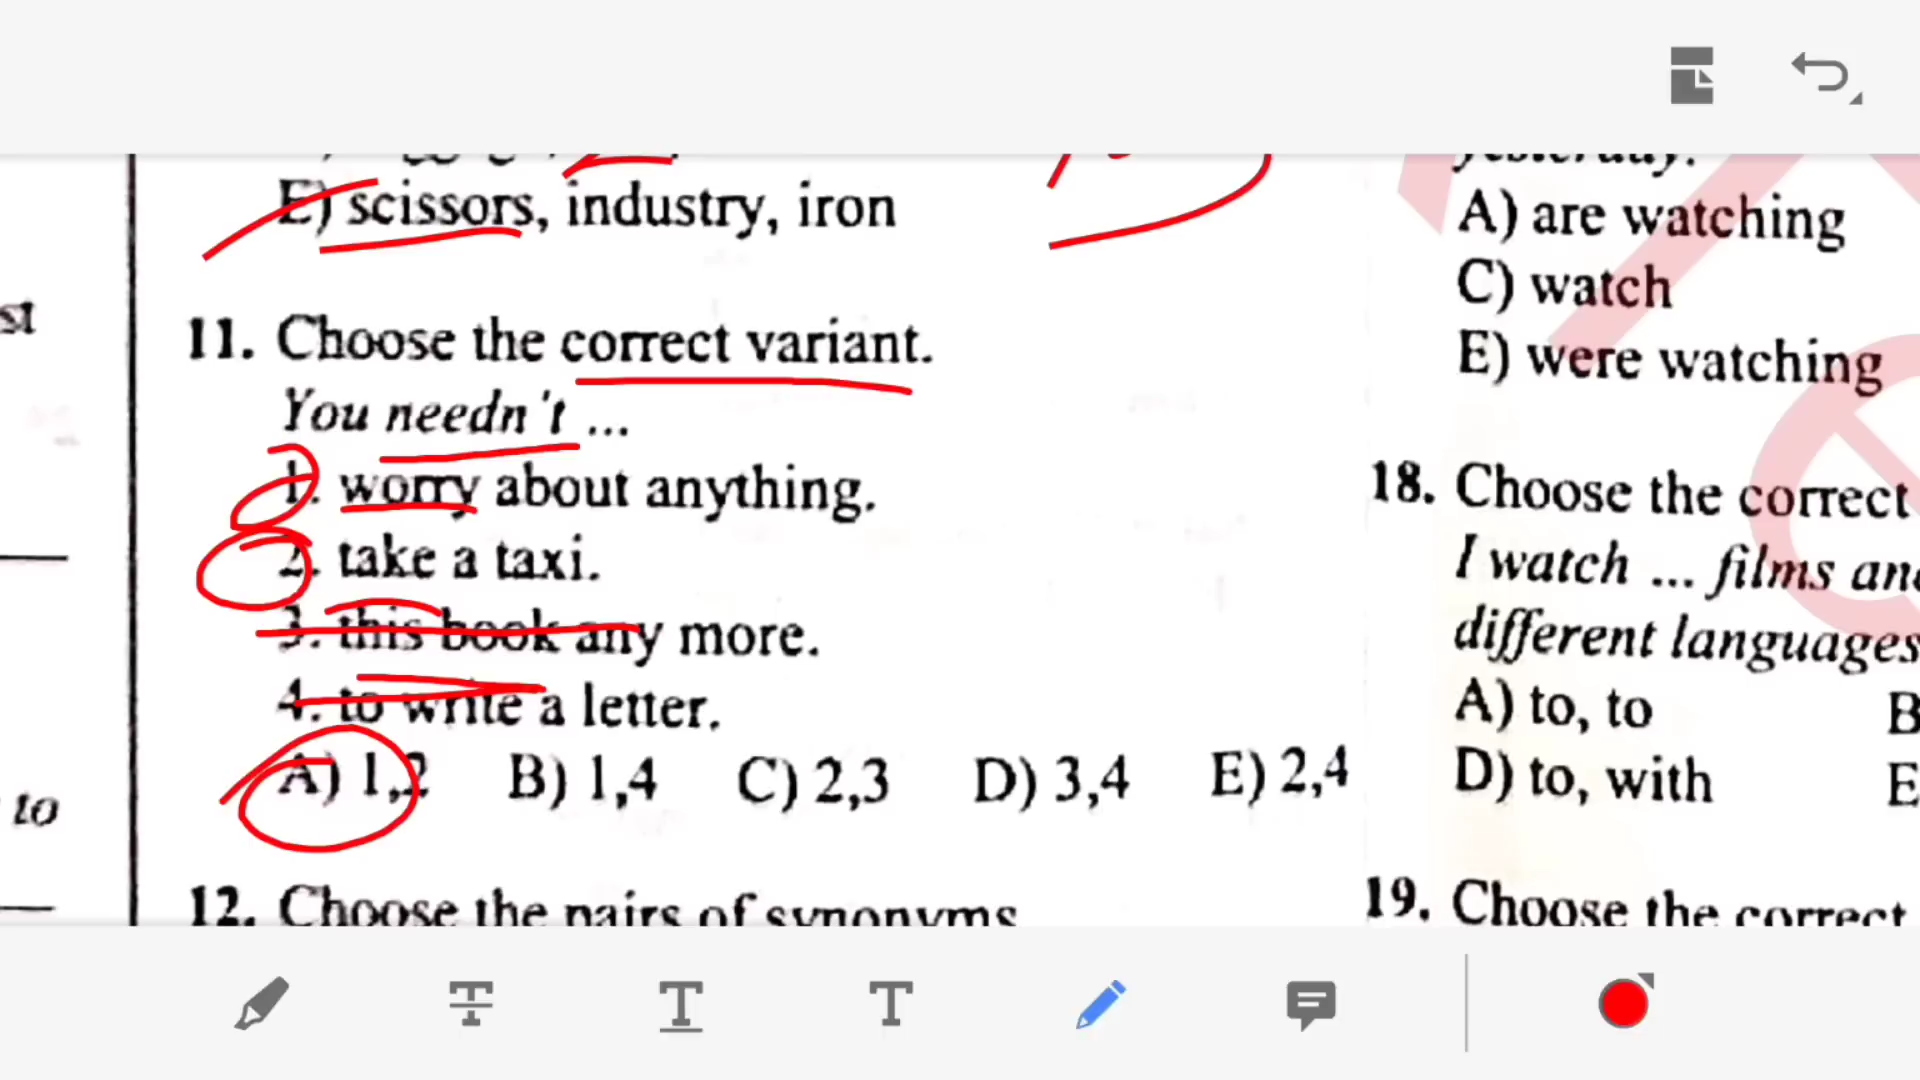 E) scissors, industry, iron
11. Choose the correct variant.
You needn't ...
1. worry about anything.
2. take a taxi.
3. this book any more.
4. to write a letter.
A) 1,2 B) 1,4 C) 2,3 D) 3,4 E) 2,4
12. Choose the pairs of synonyms
st
to
yesterday.
A) are watching
C) watch
E) were watching
18. Choose the correct
I watch ... films and
different languages
A) to, to B
D) to, with E
19. Choose the correct